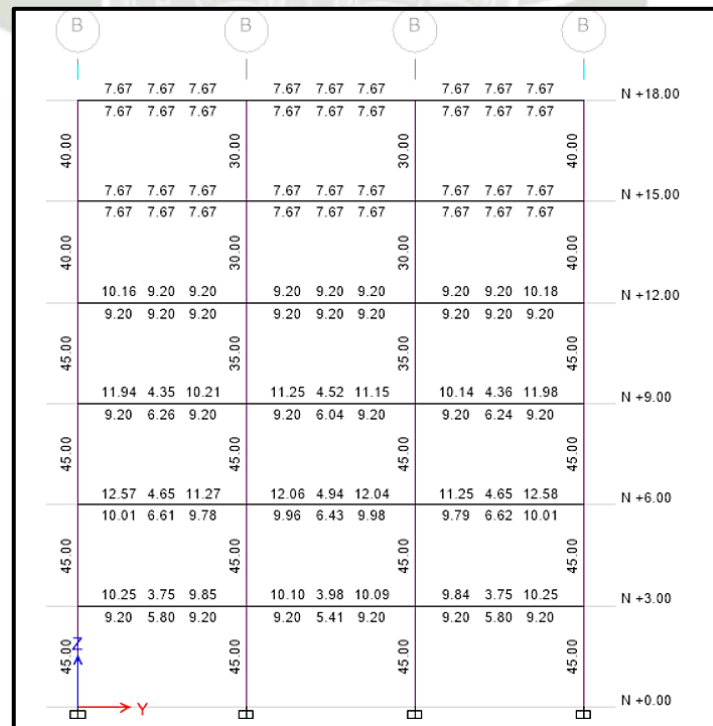 B B B B
7.67 7.67 7.67 7.67 7.67 7.67 7.67 7.67 7.67 N +18.00
7.67 7.67 7.67 7.67 7.67 7.67 7.67 7.67 7.67
40.00 30.00 30.00 40.00
7.67 7.67 7.67 7.67 7.67 7.67 7.67 7.67 7.67 N +15.00
7.67 7.67 7.67 7.67 7.67 7.67 7.67 7.67 7.67
40.00 30.00 30.00 40.00
10.16 9.20 9.20 9.20 9.20 9.20 9.20 9.20 10.18 N +12.00
9.20 9.20 9.20 9.20 9.20 9.20 9.20 9.20 9.20
45.00 35.00 35.00 45.00
11.94 4.35 10.21 11.25 4.52 11.15 10.14 4.36 11.98 N +9.00
9.20 6.26 9.20 9.20 6.04 9.20 9.20 6.24 9.20
45.00 45.00 45.00 45.00
12.57 4.65 11.27 12.06 4.94 12.04 11.25 4.65 12.58 N +6.00
10.01 6.61 9.78 9.96 6.43 9.98 9.79 6.62 10.01
45.00 45.00 45.00 45.00
10.25 3.75 9.85 10.10 3.98 10.09 9.84 3.75 10.25 N +3.00
9.20 5.80 9.20 9.20 5.41 9.20 9.20 5.80 9.20
45.00 45.00 45.00 45.00
Z
Y N +0.00